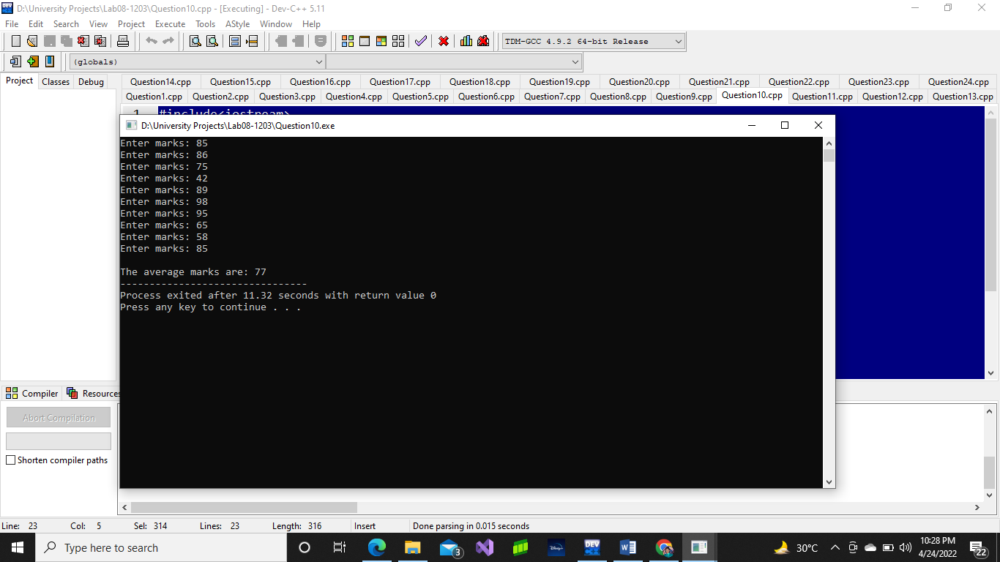 D:\University Projects\Lab08-1203\Question10.cpp - [Executing] - Dev-C++ 5.11
File Edit Search View Project Execute Tools AStyle Window Help
TDM-GCC 4.9.2 64-bit Release
(globals)
Project Classes Debug
Question14.cpp Question15.cpp Question16.cpp Question17.cpp Question18.cpp Question19.cpp Question20.cpp Question21.cpp Question22.cpp Question23.cpp Question24.cpp
Question1.cpp Question2.cpp Question3.cpp Question4.cpp Question5.cpp Question6.cpp Question7.cpp Question8.cpp Question9.cpp Question10.cpp Question11.cpp Question12.cpp Question13.cpp
1 #include<iostream>
D:\University Projects\Lab08-1203\Question10.exe
Enter marks: 85
Enter marks: 86
Enter marks: 75
Enter marks: 42
Enter marks: 89
Enter marks: 98
Enter marks: 95
Enter marks: 65
Enter marks: 58
Enter marks: 85
The average marks are: 77
--------------------------------
Process exited after 11.32 seconds with return value 0
Press any key to continue . . .
Compiler Resources
Abort Compilation
Shorten compiler paths
Line: 23 Col: 5 Sel: 314 Lines: 23 Length: 316 Insert Done parsing in 0.015 seconds
Type here to search
3
DEV
Disney+
30°C
10:28 PM
4/24/2022
22